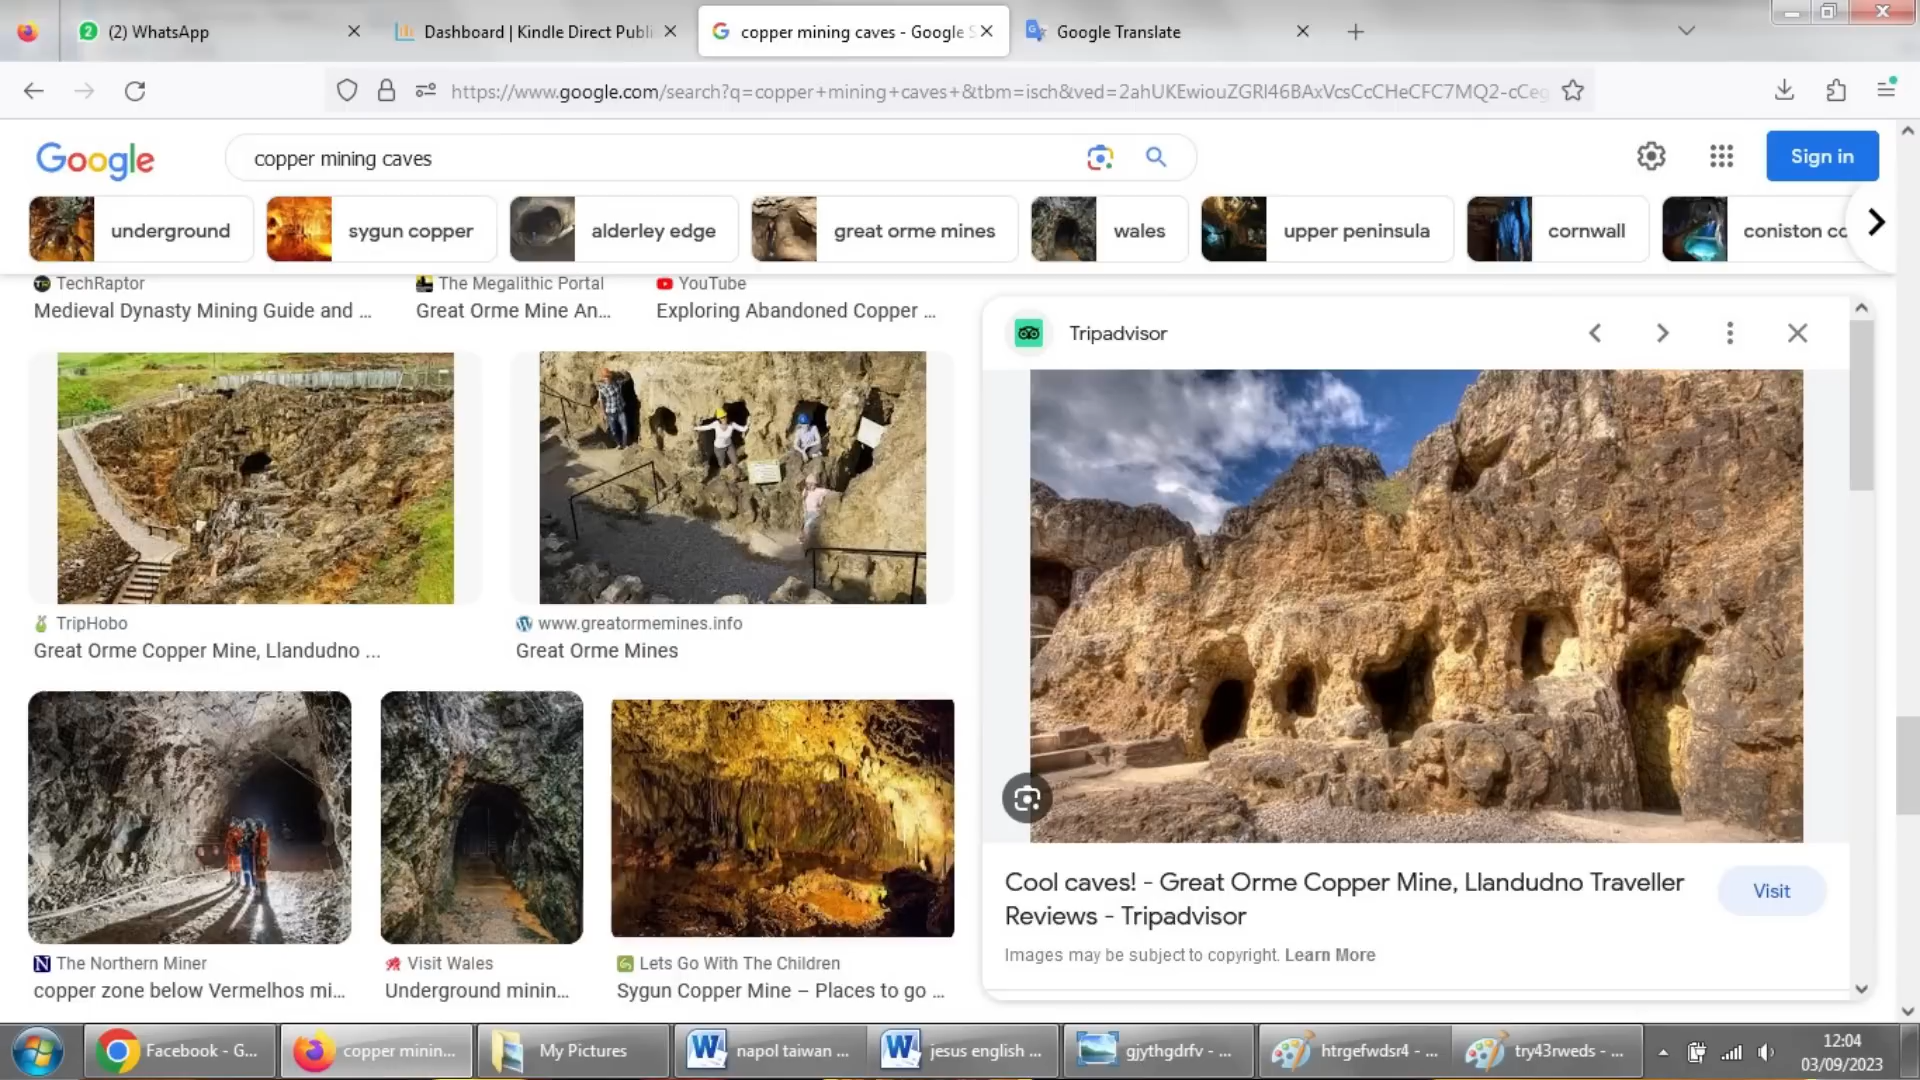 (2) WhatsApp
Dashboard | Kindle Direct Publi
copper mining caves - Google S
Google Translate
https://www.google.com/search?q=copper+mining+caves+&tbm=isch&ved=2ahUKEwiouZGRl46BAxVcsCcCHeCFC7MQ2-cCeg
Google
copper mining caves
Sign in
underground
sygun copper
alderley edge
great orme mines
wales
upper peninsula
cornwall
coniston co
TechRaptor
The Megalithic Portal
YouTube
Medieval Dynasty Mining Guide and ...
Great Orme Mine An...
Exploring Abandoned Copper ...
Tripadvisor
TripHobo
www.greatormemines.info
Great Orme Copper Mine, Llandudno ...
Great Orme Mines
Cool caves! - Great Orme Copper Mine, Llandudno Traveller
Reviews - Tripadvisor
Visit
Images may be subject to copyright. Learn More
The Northern Miner
Visit Wales
Lets Go With The Children
copper zone below Vermelhos mi...
Underground minin...
Sygun Copper Mine – Places to go ...
Facebook - G...
copper minin...
My Pictures
napol taiwan ...
jesus english ...
gjythgdrfv - ...
htrgefwdsr4 - ...
try43rweds - ...
12:04
03/09/2023